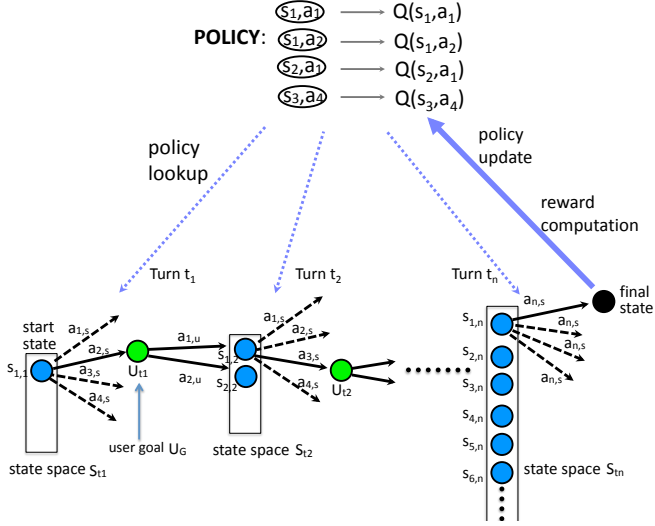 s1,a1 Q(s1,a1)
POLICY: s1,a2 Q(s1,a2)
s2,a1 Q(s2,a1)
s3,a4 Q(s3,a4)
policy
lookup
policy
update
reward
computation
Turn t1 Turn t2 Turn tn
start
state
final
state
a1,s
a2,s
a3,s
a4,s
s1,1
Ut1
a1,u
a2,u
user goal UG
state space St1
s1,2
s2,2
a1,s
a2,s
a3,s
a4,s
Ut2
state space St2
an,s
an,s
an,s
an,s
s1,n
s2,n
s3,n
s4,n
s5,n
s6,n
state space Stn